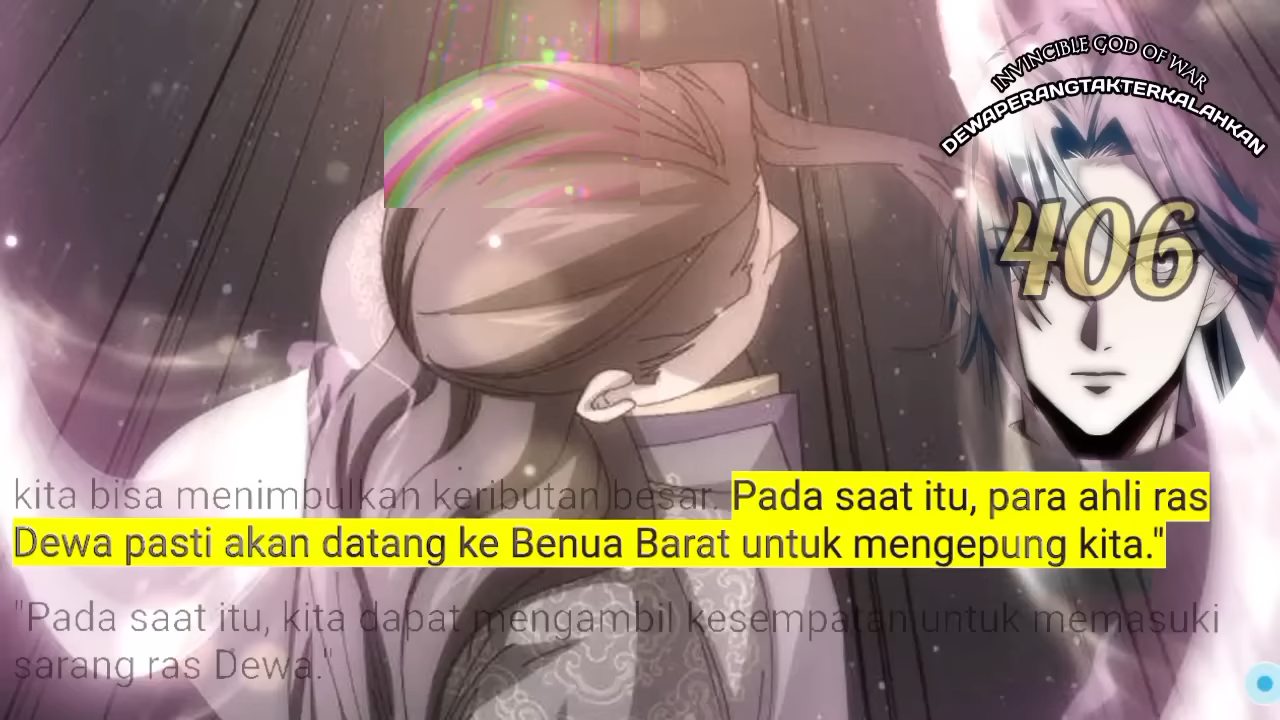 INVINCIBLE GOD OF WAR
DEWAPERANGTAKTERKALAHKAN
406
kita bisa menimbulkan keributan besar. Pada saat itu, para ahli ras
Dewa pasti akan datang ke Benua Barat untuk mengepung kita."
"Pada saat itu, kita dapat mengambil kesempatan untuk memasuki
sarang ras Dewa."